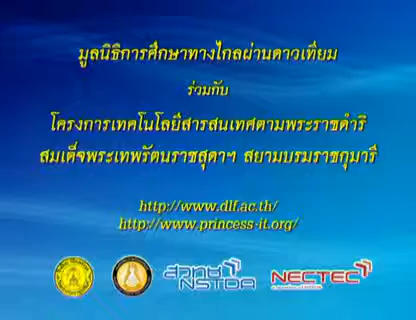 มูลนิธิการศึกษาทางไกลผ่านดาวเทียม
ร่วมกับ
โครงการเทคโนโลยีสารสนเทศตามพระราชดำริ
สมเด็จพระเทพรัตนราชสุดาฯ สยามบรมราชกุมารี
http://www.dlf.ac.th/
http://www.princess-it.org/
สวทช
NSTDA
NECTEC